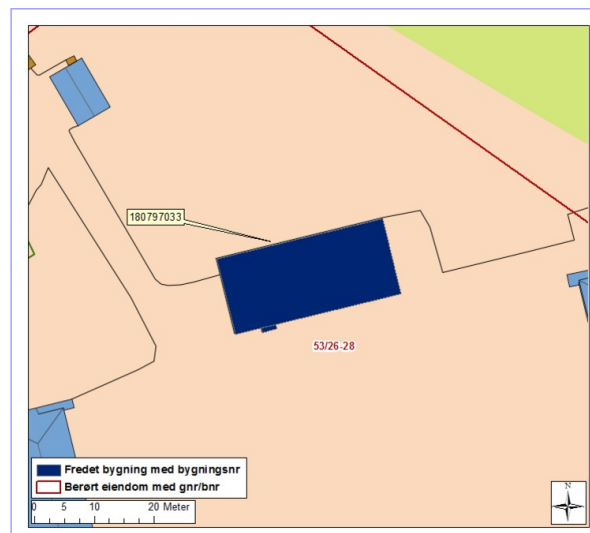 180797033
53/26-28
Fredet bygning med bygningsnr
Berørt eiendom med gnr/bnr
0 5 10 20 Meter
N